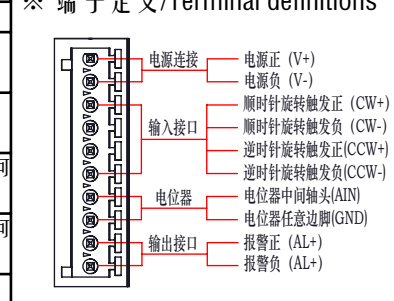 ※ 端子定义/Terminal definitions
电源连接
电源正 (V+)
电源负 (V-)
输入接口
顺时针旋转触发正 (CW+)
顺时针旋转触发负 (CW-)
逆时针旋转触发正(CCW+)
逆时针旋转触发负(CCW-)
电位器
电位器中间轴头(AIN)
电位器任意边脚(GND)
输出接口
报警正 (AL+)
报警负 (AL+)